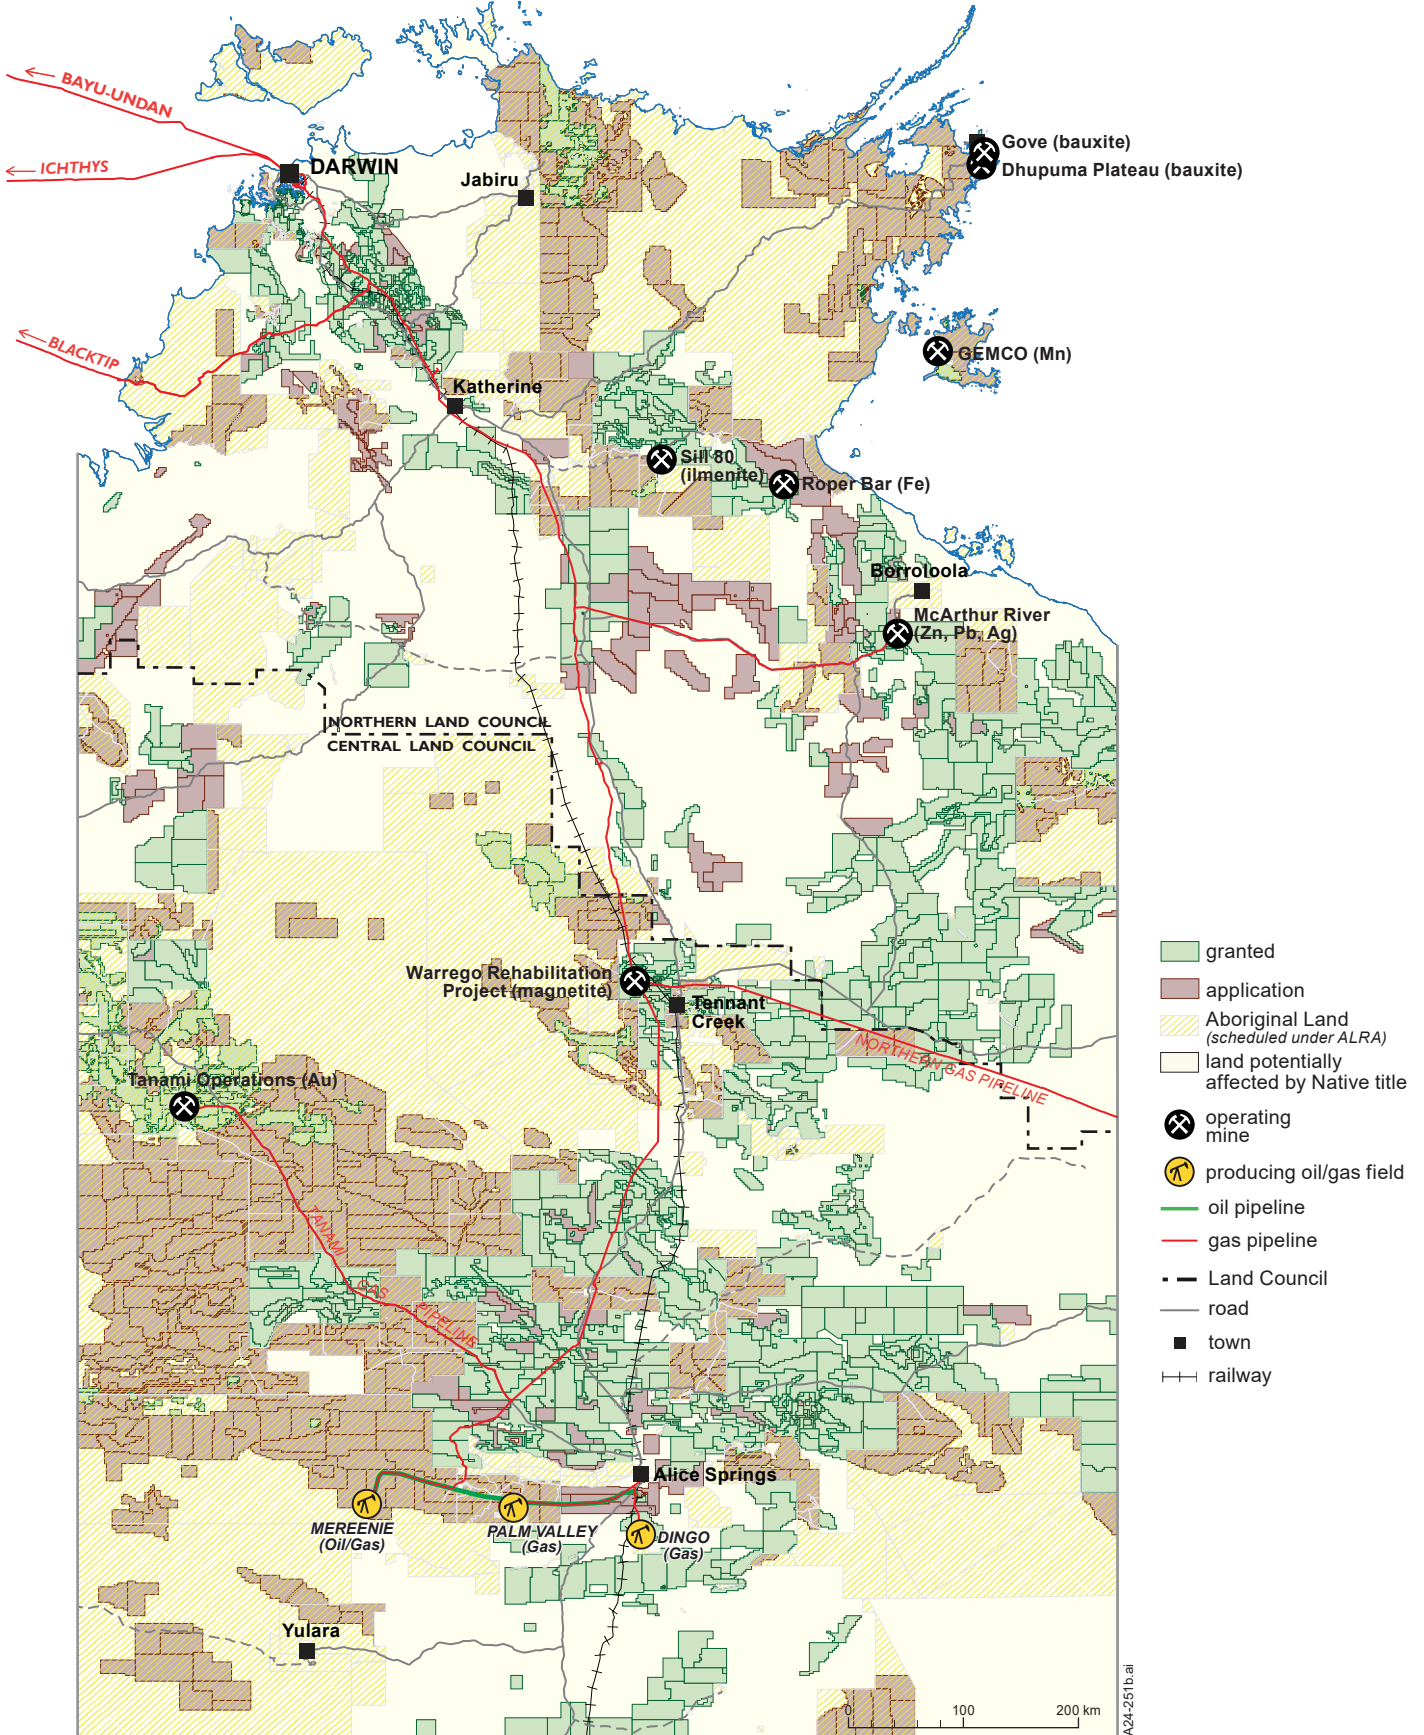 BAYU-UNDAN
ICHTHYS
DARWIN
Jabiru
Gove (bauxite)
Dhupuma Plateau (bauxite)
BLACKTIP
GEMCO (Mn)
Katherine
Sill 80
(ilmenite)
Roper Bar (Fe)
Borroloola
McArthur River
(Zn, Pb, Ag)
NORTHERN LAND COUNCIL
CENTRAL LAND COUNCIL
Warrego Rehabilitation
Project (magnetite)
Tennant
Creek
NORTHERN GAS PIPELINE
Tanami Operations (Au)
TANAMI GAS PIPELINE
Alice Springs
MEREENIE
(Oil/Gas)
PALM VALLEY
(Gas)
DINGO
(Gas)
Yulara
0 100 200 km
A24-251b.ai
granted
application
Aboriginal Land
(scheduled under ALRA)
land potentially
affected by Native title
operating
mine
producing oil/gas field
oil pipeline
gas pipeline
Land Council
road
town
railway